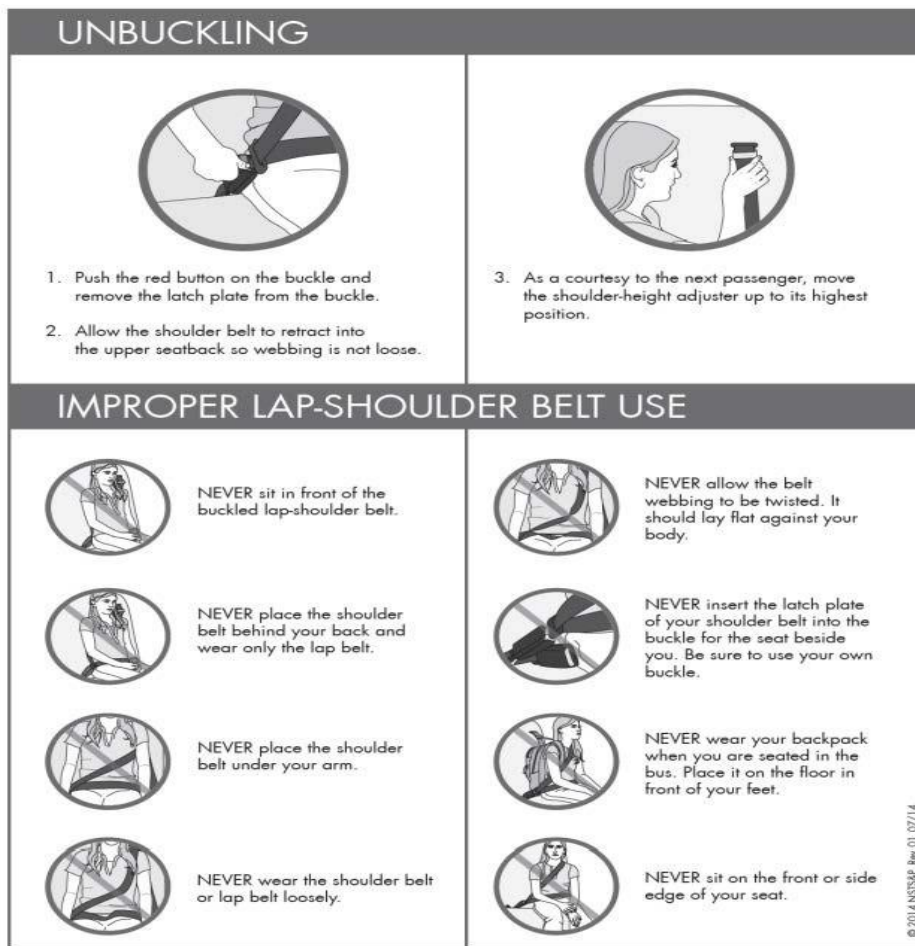 UNBUCKLING
1. Push the red button on the buckle and
remove the latch plate from the buckle.
2. Allow the shoulder belt to retract into
the upper seatback so webbing is not loose.
3. As a courtesy to the next passenger, move
the shoulder-height adjuster up to its highest
position.
IMPROPER LAP-SHOULDER BELT USE
NEVER sit in front of the
buckled lap-shoulder belt.
NEVER place the shoulder
belt behind your back and
wear only the lap belt.
NEVER place the shoulder
belt under your arm.
NEVER wear the shoulder belt
or lap belt loosely.
NEVER allow the belt
webbing to be twisted. It
should lay flat against your
body.
NEVER insert the latch plate
of your shoulder belt into the
buckle for the seat beside
you. Be sure to use your own
buckle.
NEVER wear your backpack
when you are seated in the
bus. Place it on the floor in
front of your feet.
NEVER sit on the front or side
edge of your seat.
©2014 NSTS&P Rev. 01 07/14